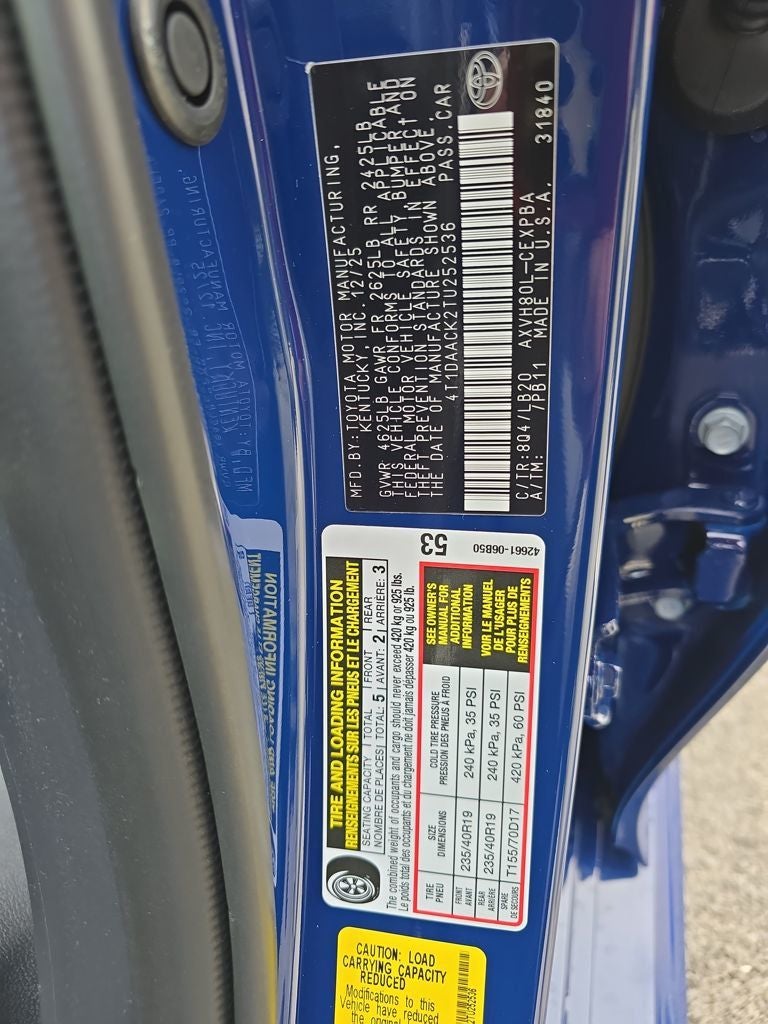 MFD.BY:TOYOTA MOTOR MANUFACTURING,
KENTUCKY, INC. 12/25
GVWR 4625LB GAWR FR 2625LB RR 2425LB
THIS VEHICLE CONFORMS TO ALL APPLICABLE
FEDERAL MOTOR VEHICLE SAFETY, BUMPER AND
THEFT PREVENTION STANDARDS IN EFFECT ON
THE DATE OF MANUFACTURE SHOWN ABOVE.
4T1DAACK2TU252536 PASS.CAR
C/TR:8Q4/LB20 AXVH80L-CEXPBA
A/TM: 7PB11 MADE IN U.S.A. 31840
TIRE AND LOADING INFORMATION
RENSEIGNEMENTS SUR LES PNEUS ET LE CHARGEMENT
53
SEATING CAPACITY | TOTAL | FRONT | REAR
NOMBRE DE PLACES | TOTAL: 5 | AVANT: 2 | ARRIÈRE: 3
The combined weight of occupants and cargo should never exceed 420 kg or 925 lbs.
Le poids total des occupants et du chargement ne doit jamais dépasser 420 kg ou 925 lb.
42661-06B50
TIRE SIZE COLD TIRE PRESSURE
PNEU DIMENSIONS PRESSION DES PNEUS À FROID
FRONT
AVANT 235/40R19 240 kPa, 35 PSI
REAR
ARRIÈRE 235/40R19 240 kPa, 35 PSI
SPARE
DE SECOURS T155/70D17 420 kPa, 60 PSI
SEE OWNER'S
MANUAL FOR
ADDITIONAL
INFORMATION
VOIR LE MANUEL
DE L'USAGER
POUR PLUS DE
RENSEIGNEMENTS
CAUTION: LOAD
CARRYING CAPACITY
REDUCED
Modifications to this
Vehicle have reduced
the original
2TU252536